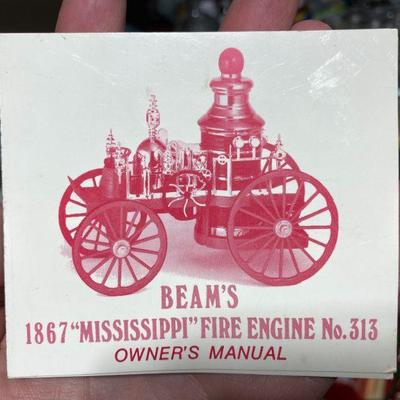 BEAM'S
1867 "MISSISSIPPI" FIRE ENGINE No. 313
OWNER'S MANUAL